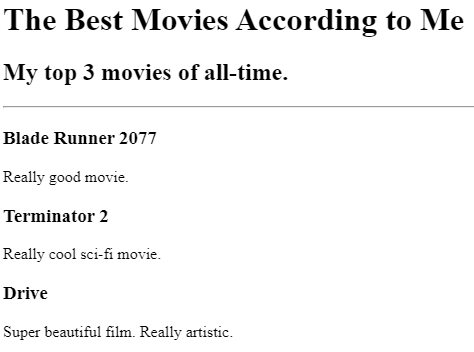 The Best Movies According to Me
My top 3 movies of all-time.
Blade Runner 2077
Really good movie.
Terminator 2
Really cool sci-fi movie.
Drive
Super beautiful film. Really artistic.